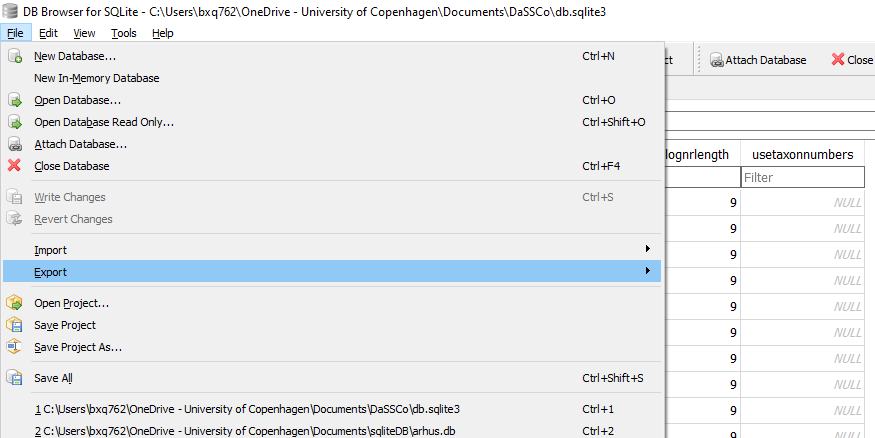 DB Browser for SQLite - C:\Users\bxq762\OneDrive - University of Copenhagen\Documents\DaSSCo\db.sqlite3
File Edit View Tools Help
New Database... Ctrl+N
ct Attach Database Close
New In-Memory Database
Open Database... Ctrl+O
Open Database Read Only... Ctrl+Shift+O
Attach Database...
lognrlength usetaxonnumbers
Close Database Ctrl+F4
Filter
Write Changes Ctrl+S
9 NULL
Revert Changes
9 NULL
Import
9 NULL
Export
9 NULL
Open Project...
9 NULL
Save Project
9 NULL
Save Project As...
9 NULL
Save All Ctrl+Shift+S
9 NULL
1 C:\Users\bxq762\OneDrive - University of Copenhagen\Documents\DaSSCo\db.sqlite3 Ctrl+1
9 NULL
2 C:\Users\bxq762\OneDrive - University of Copenhagen\Documents\sqliteDB\arhus.db Ctrl+2
9 NULL